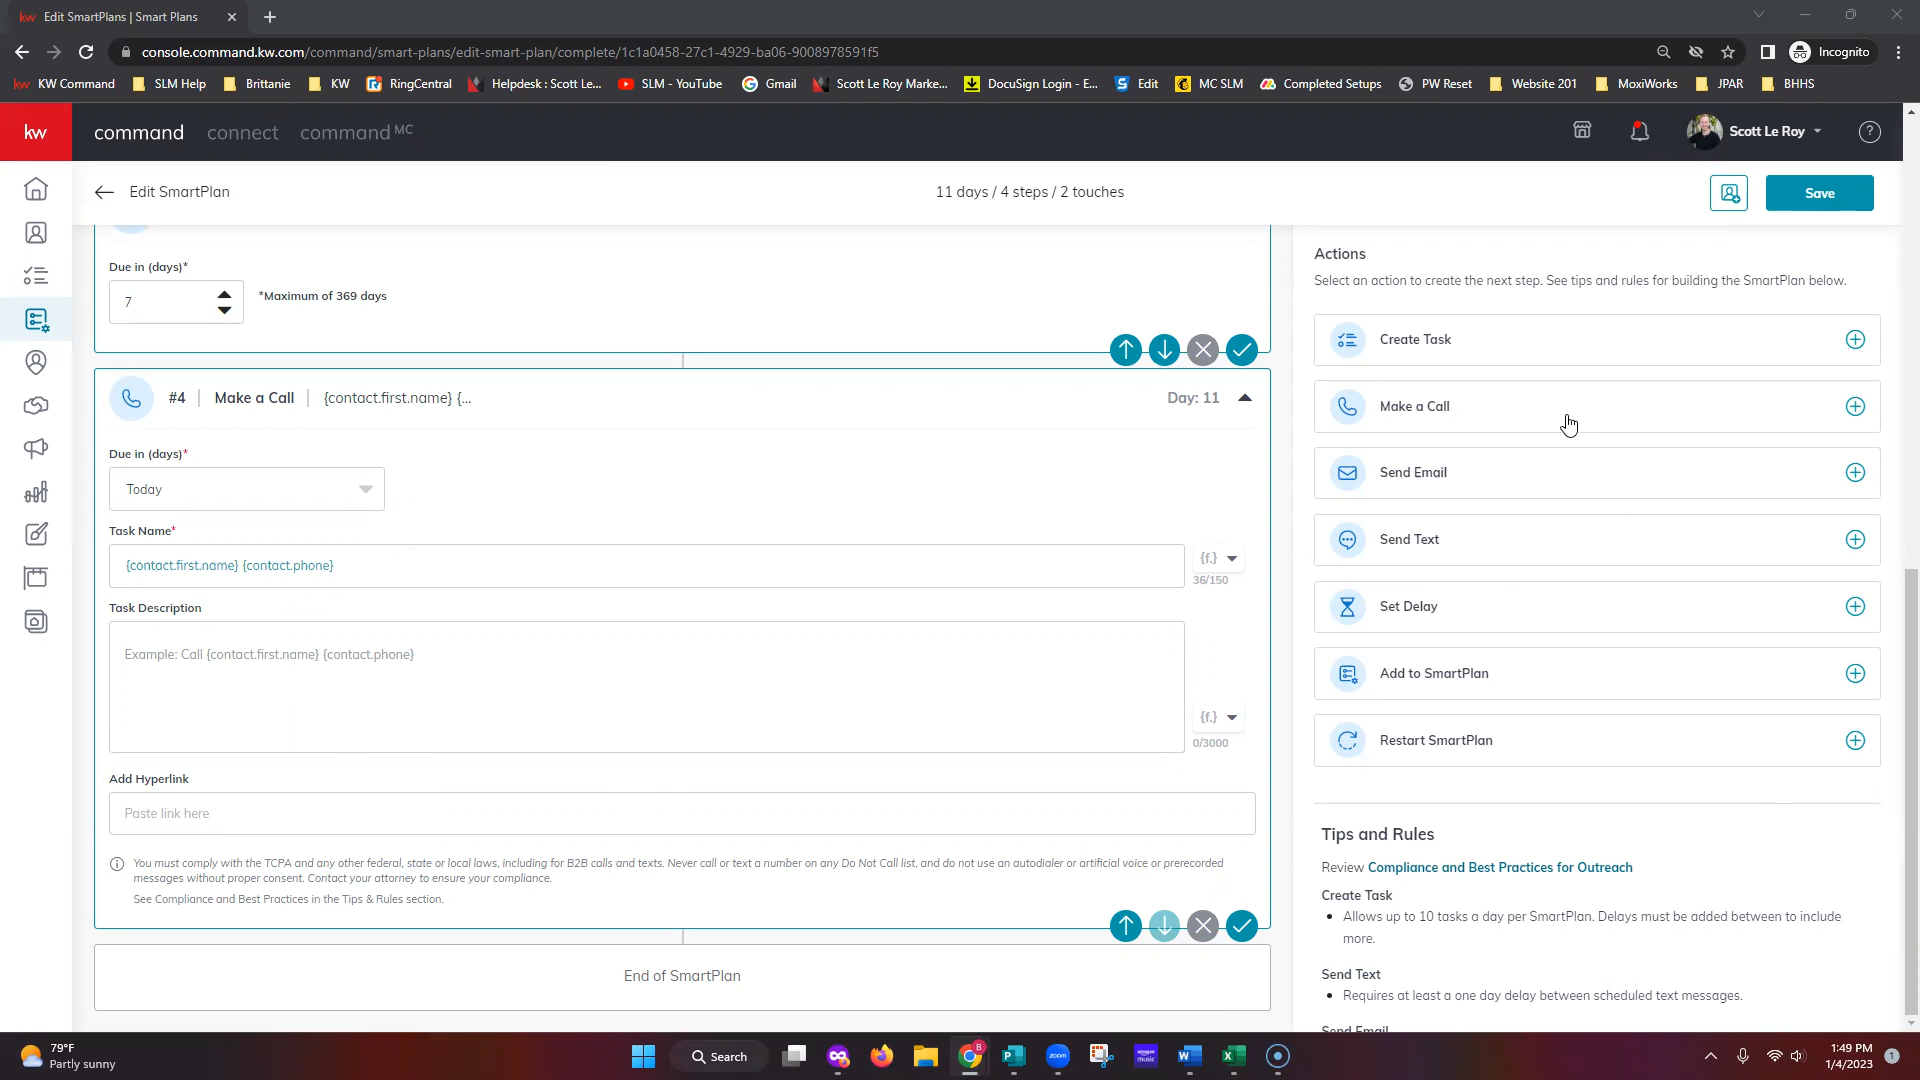 kw Edit SmartPlans | Smart Plans
console.command.kw.com/command/smart-plans/edit-smart-plan/complete/1c1a0458-27c1-4929-ba06-9008978591f5
Incognito
kw KW Command SLM Help Brittanie KW RingCentral Helpdesk : Scott Le... SLM - YouTube Gmail Scott Le Roy Marke... DocuSign Login - E... Edit MC SLM Completed Setups PW Reset Website 201 MoxiWorks JPAR BHHS
kw command connect command MC Scott Le Roy
Edit SmartPlan 11 days / 4 steps / 2 touches Save
Due in (days)*
7 *Maximum of 369 days
#4 Make a Call {contact.first.name} {... Day: 11
Due in (days)*
Today
Task Name*
{contact.first.name} {contact.phone} {f.}
36/150
Task Description
Example: Call {contact.first.name} {contact.phone}
{f.}
0/3000
Add Hyperlink
Paste link here
You must comply with the TCPA and any other federal, state or local laws, including for B2B calls and texts. Never call or text a number on any Do Not Call list, and do not use an autodialer or artificial voice or prerecorded
messages without proper consent. Contact your attorney to ensure your compliance.
See Compliance and Best Practices in the Tips & Rules section.
End of SmartPlan
Actions
Select an action to create the next step. See tips and rules for building the SmartPlan below.
Create Task
Make a Call
Send Email
Send Text
Set Delay
Add to SmartPlan
Restart SmartPlan
Tips and Rules
Review Compliance and Best Practices for Outreach
Create Task
• Allows up to 10 tasks a day per SmartPlan. Delays must be added between to include
more.
Send Text
• Requires at least a one day delay between scheduled text messages.
Send Email
79°F
Partly sunny
Search
8
zoom
1:49 PM
1/4/2023
1